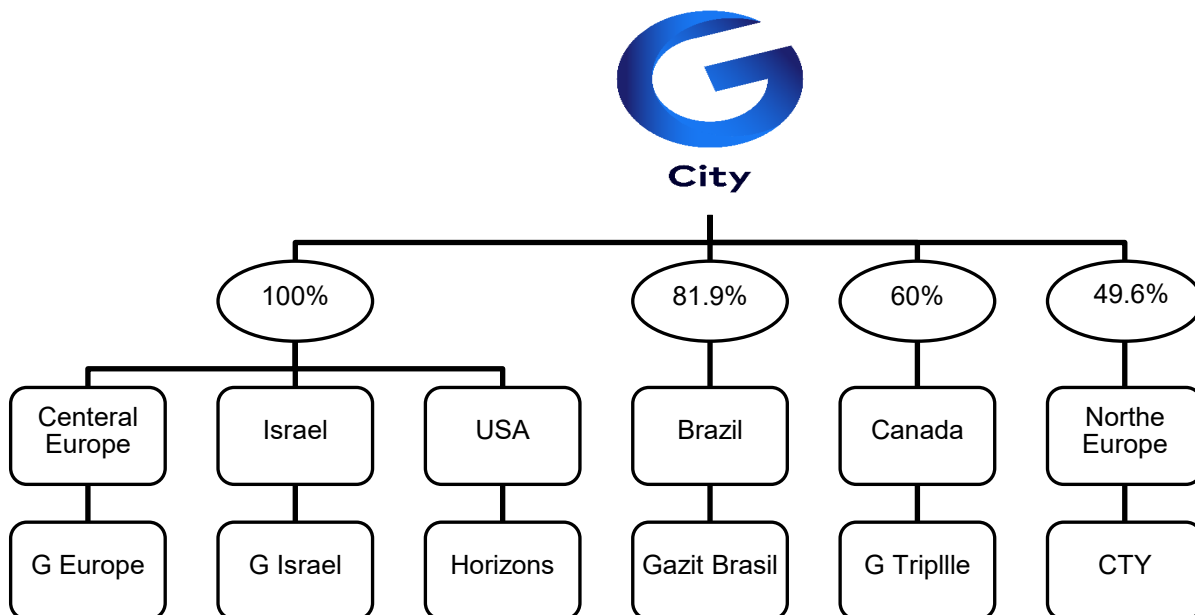 G
City
100%
81.9%
60%
49.6%
Centeral
Europe
Israel
USA
Brazil
Canada
Northe
Europe
G Europe
G Israel
Horizons
Gazit Brasil
G Tripllle
CTY